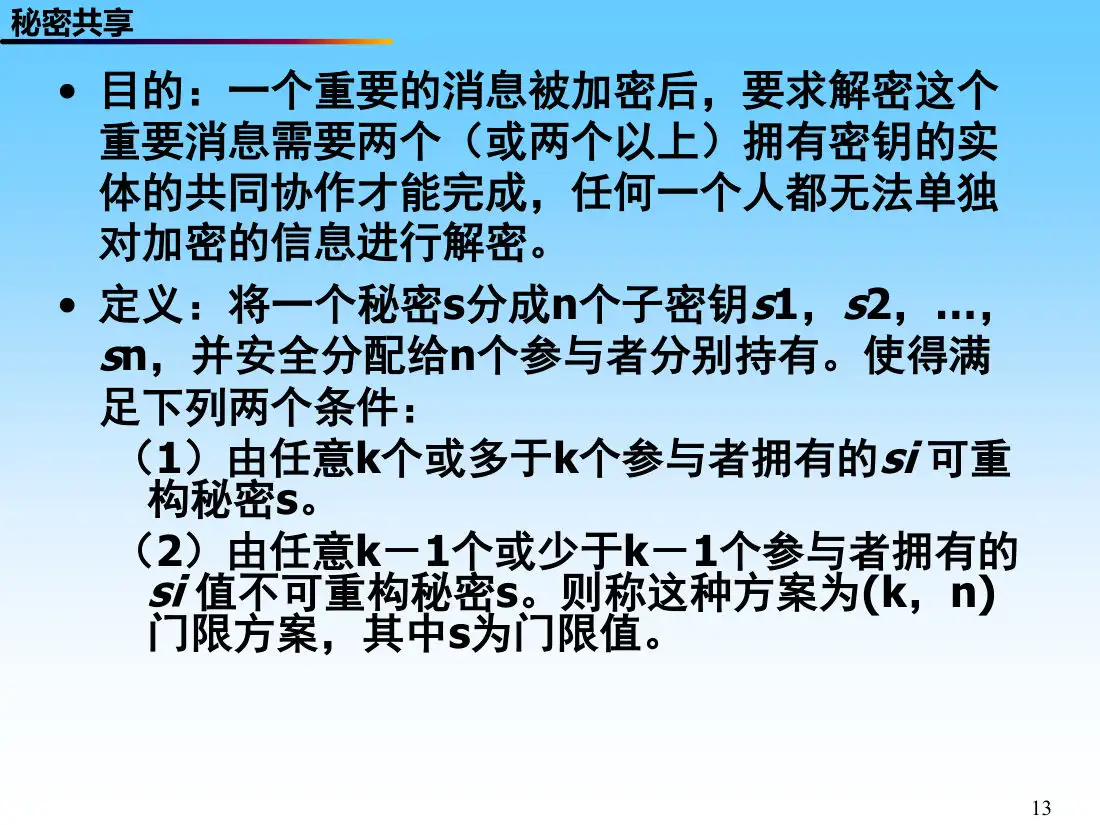 秘密共享
• 目的：一个重要的消息被加密后，要求解密这个
重要消息需要两个（或两个以上）拥有密钥的实
体的共同协作才能完成，任何一个人都无法单独
对加密的信息进行解密。
• 定义：将一个秘密s分成n个子密钥s1，s2，…，
sn，并安全分配给n个参与者分别持有。使得满
足下列两个条件：
（1）由任意k个或多于k个参与者拥有的si 可重
构秘密s。
（2）由任意k－1个或少于k－1个参与者拥有的
si 值不可重构秘密s。则称这种方案为(k，n)
门限方案，其中s为门限值。
13